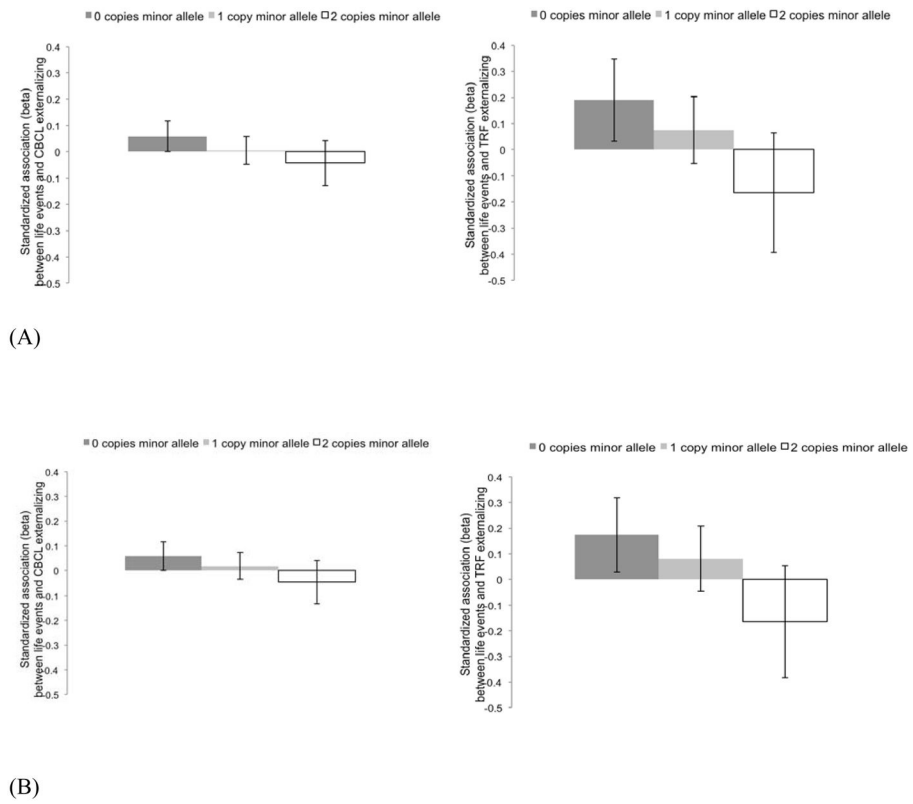 ■ 0 copies minor allele ■ 1 copy minor allele □ 2 copies minor allele
Standardized association (beta)
between life events and CBCL externalizing
0.4
0.3
0.2
0.1
0
-0.1
-0.2
-0.3
-0.4
-0.5
■ 0 copies minor allele ■ 1 copy minor allele □ 2 copies minor allele
Standardized association (beta)
between life events and TRF externalizing
0.4
0.3
0.2
0.1
0
-0.1
-0.2
-0.3
-0.4
-0.5
(A)
■ 0 copies minor allele ■ 1 copy minor allele □ 2 copies minor allele
Standardized association (beta)
between life events and CBCL externalizing
0.4
0.3
0.2
0.1
0
-0.1
-0.2
-0.3
-0.4
-0.5
■ 0 copies minor allele ■ 1 copy minor allele □ 2 copies minor allele
Standardized association (beta)
between life events and TRF externalizing
0.4
0.3
0.2
0.1
0
-0.1
-0.2
-0.3
-0.4
-0.5
(B)